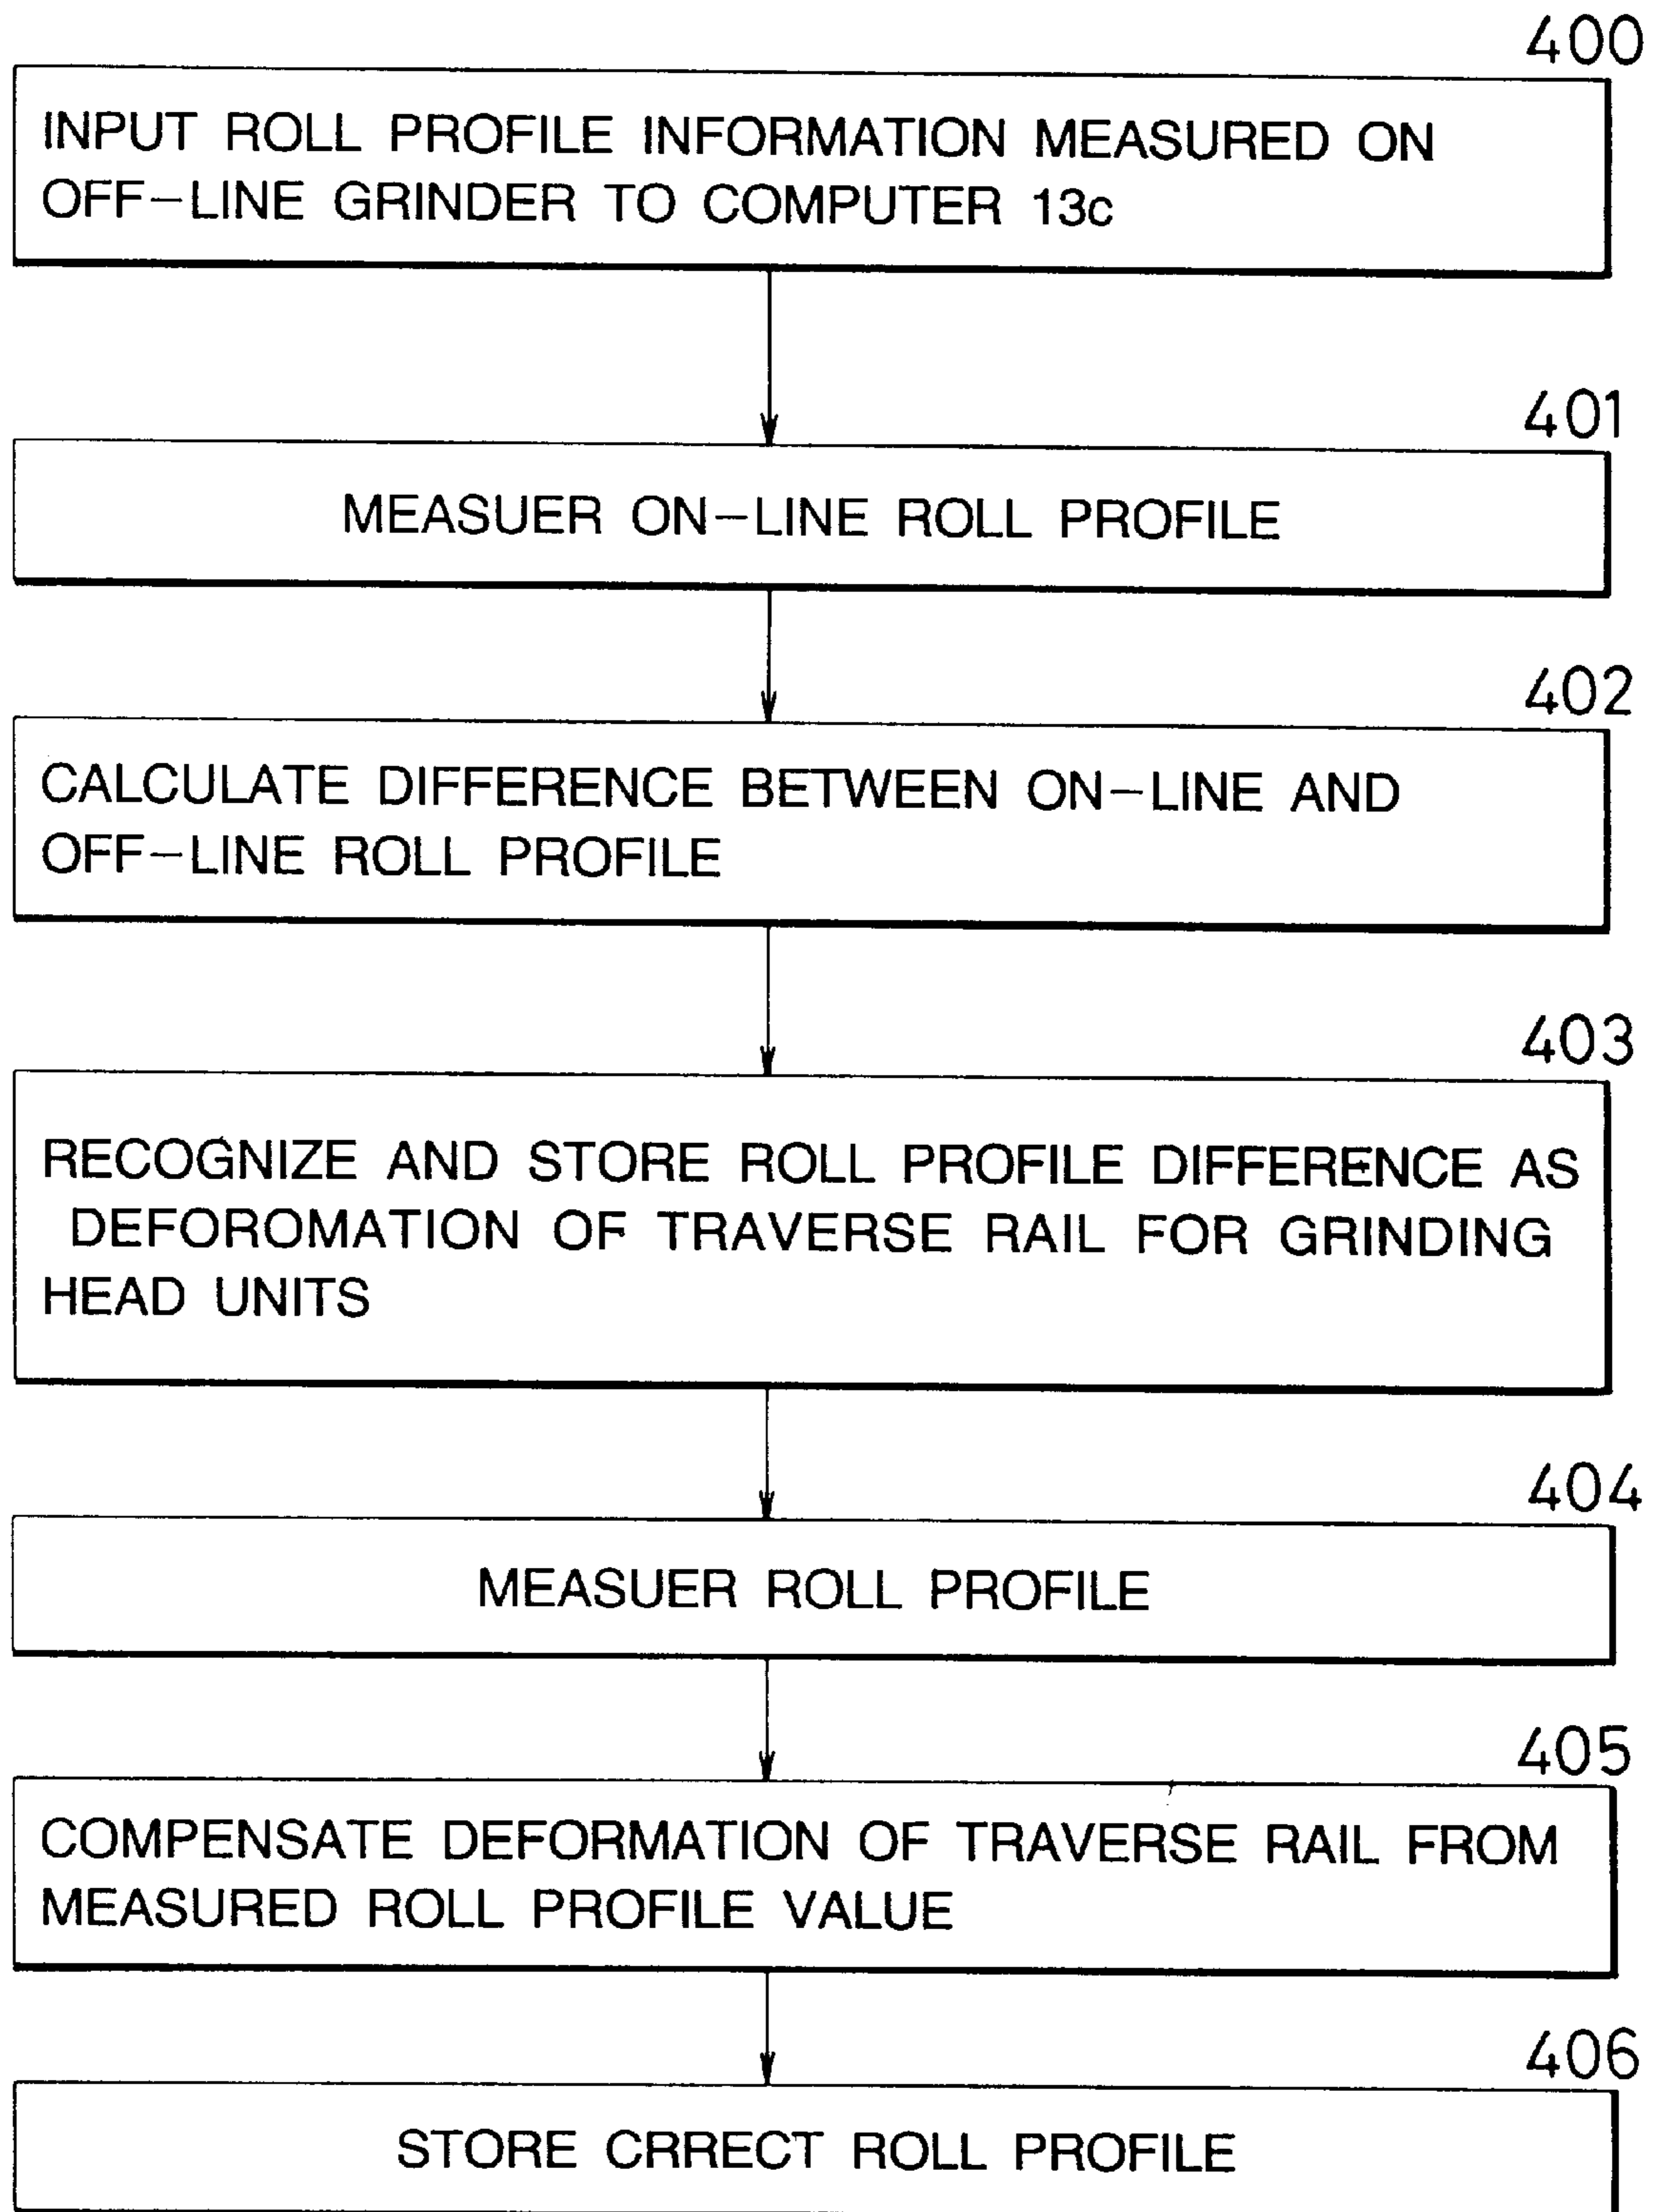 400
INPUT ROLL PROFILE INFORMATION MEASURED ON
OFF-LINE GRINDER TO COMPUTER 13c
401
MEASUER ON-LINE ROLL PROFILE
402
CALCULATE DIFFERENCE BETWEEN ON-LINE AND
OFF-LINE ROLL PROFILE
403
RECOGNIZE AND STORE ROLL PROFILE DIFFERENCE AS
DEFOROMATION OF TRAVERSE RAIL FOR GRINDING
HEAD UNITS
404
MEASUER ROLL PROFILE
405
COMPENSATE DEFORMATION OF TRAVERSE RAIL FROM
MEASURED ROLL PROFILE VALUE
406
STORE CRRECT ROLL PROFILE